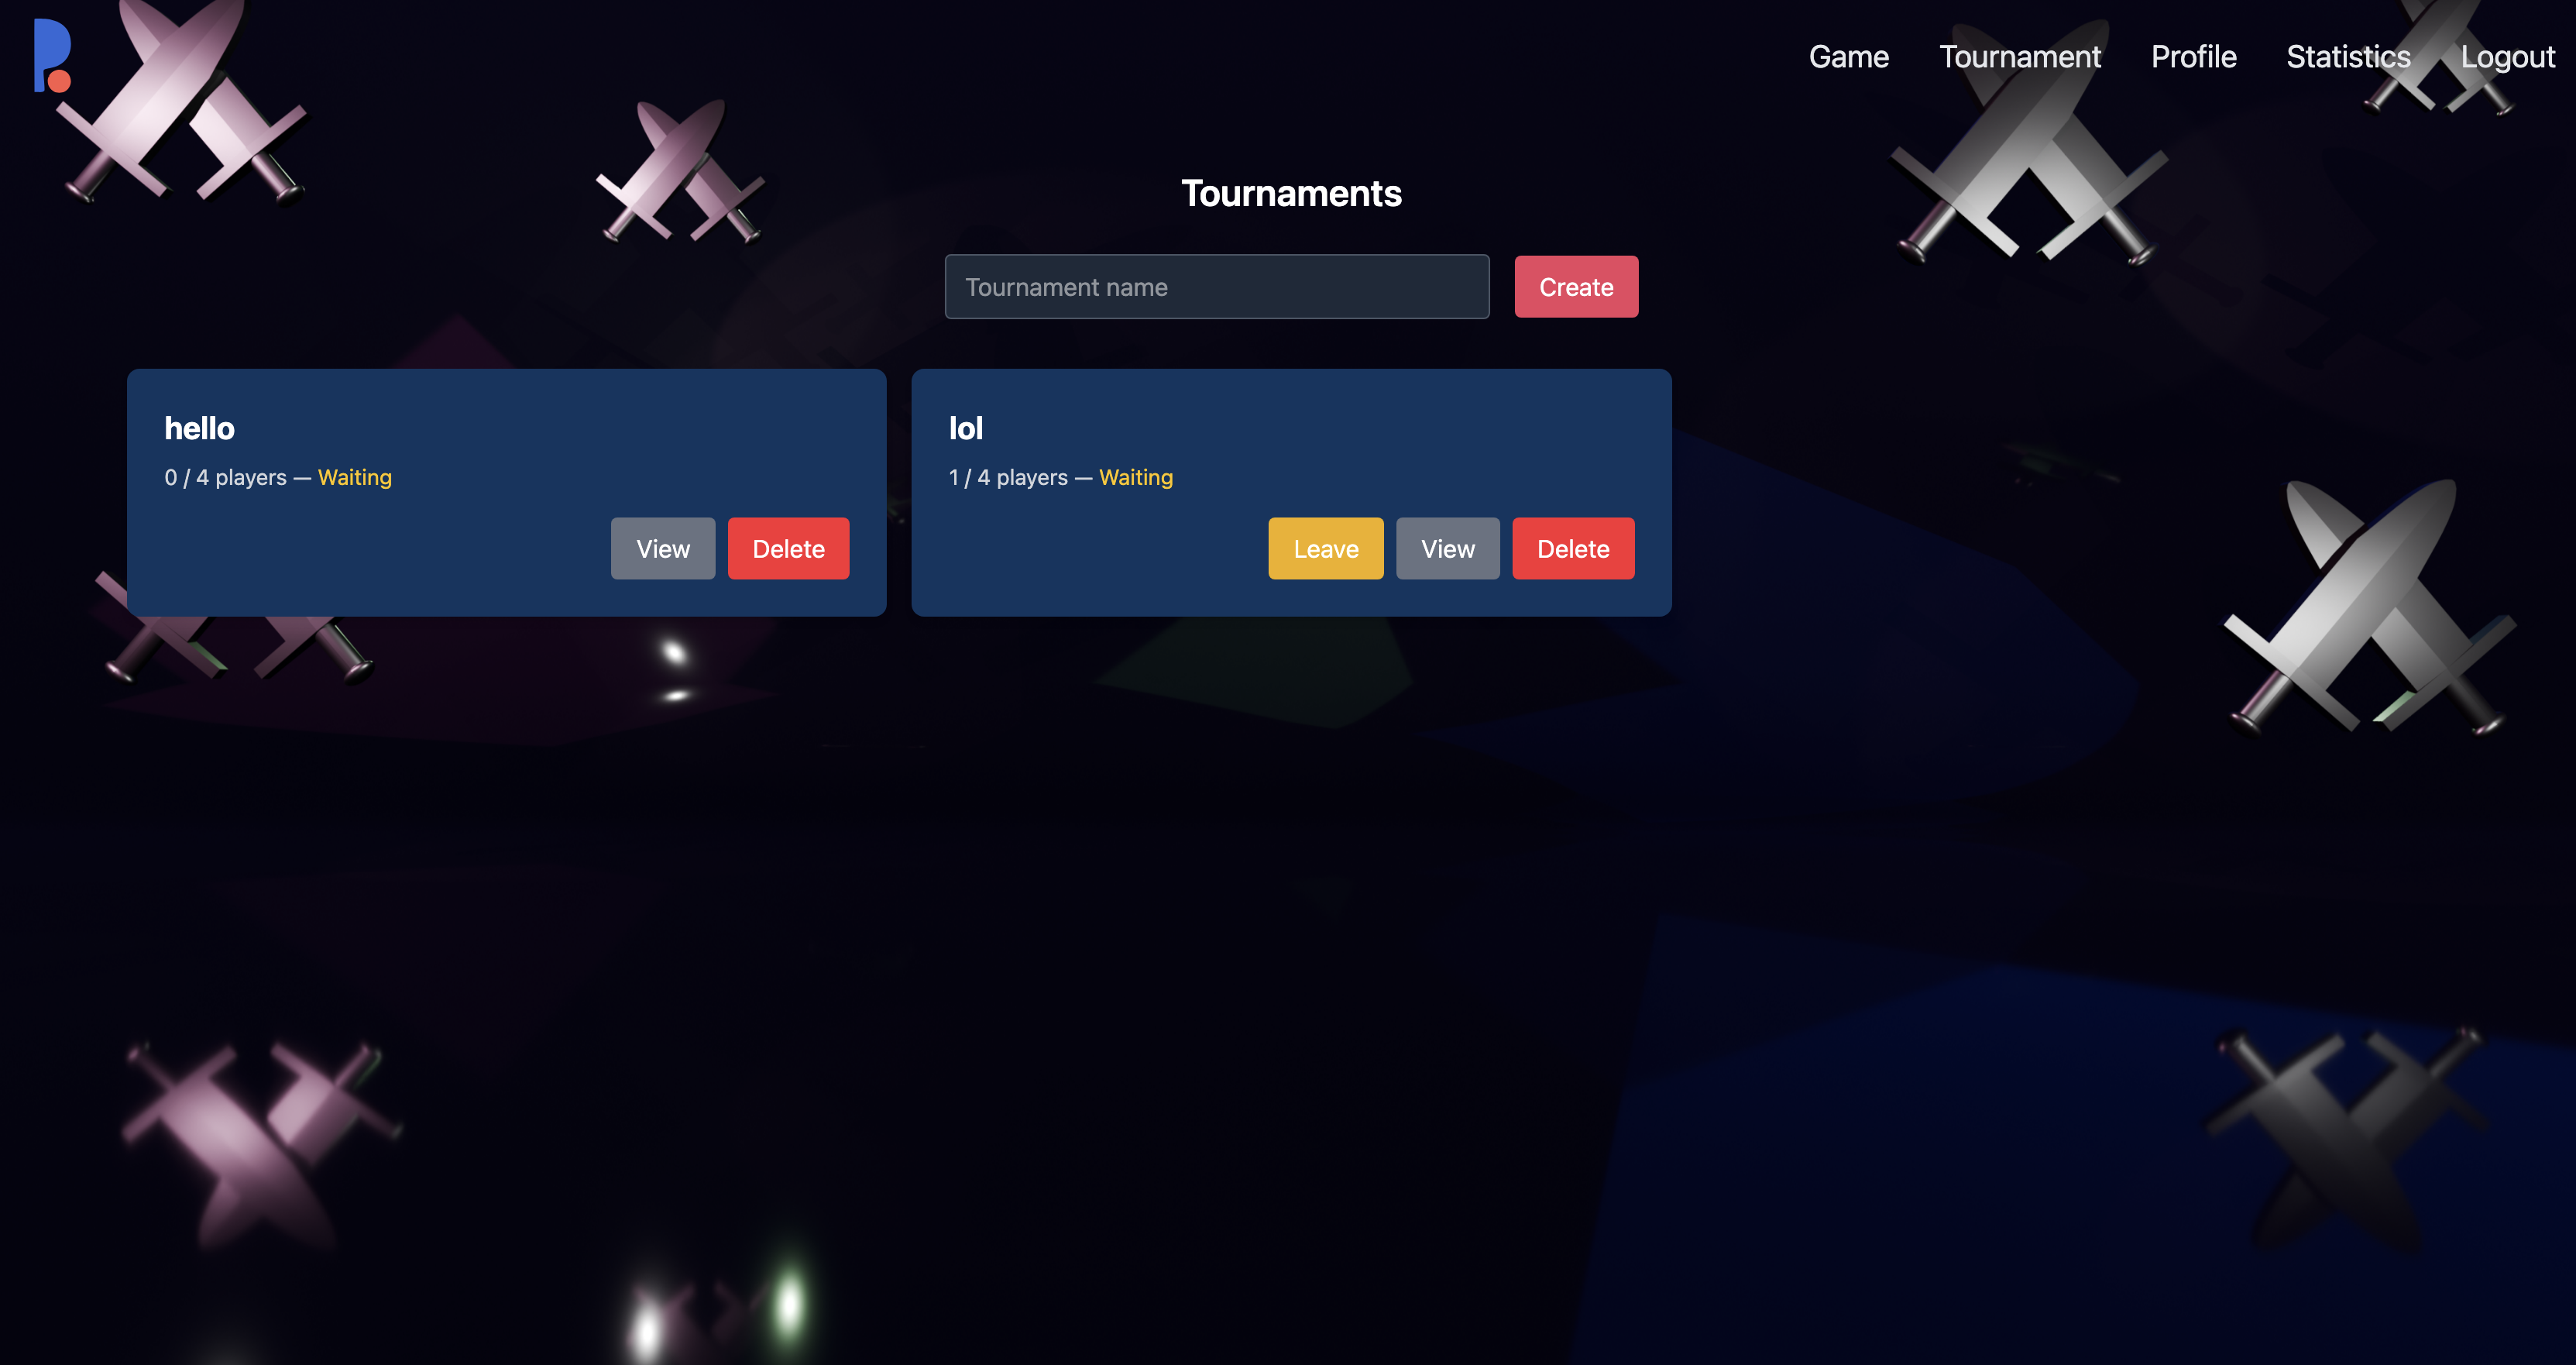 Game Tournament Profile Statistics Logout
Tournaments
Tournament name Create
hello
0 / 4 players — Waiting
View Delete
lol
1 / 4 players — Waiting
Leave View Delete